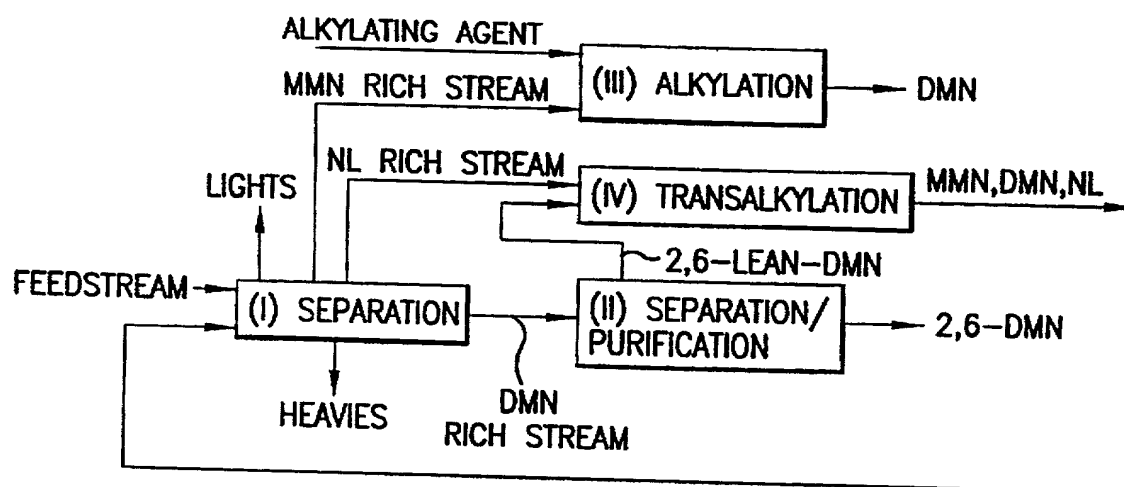 ALKYLATING AGENT
(III) ALKYLATION
DMN
MMN RICH STREAM
NL RICH STREAM
(IV) TRANSALKYLATION
MMN,DMN,NL
LIGHTS
2,6-LEAN-DMN
FEEDSTREAM
(I) SEPARATION
(II) SEPARATION/
PURIFICATION
2,6-DMN
HEAVIES
DMN
RICH STREAM